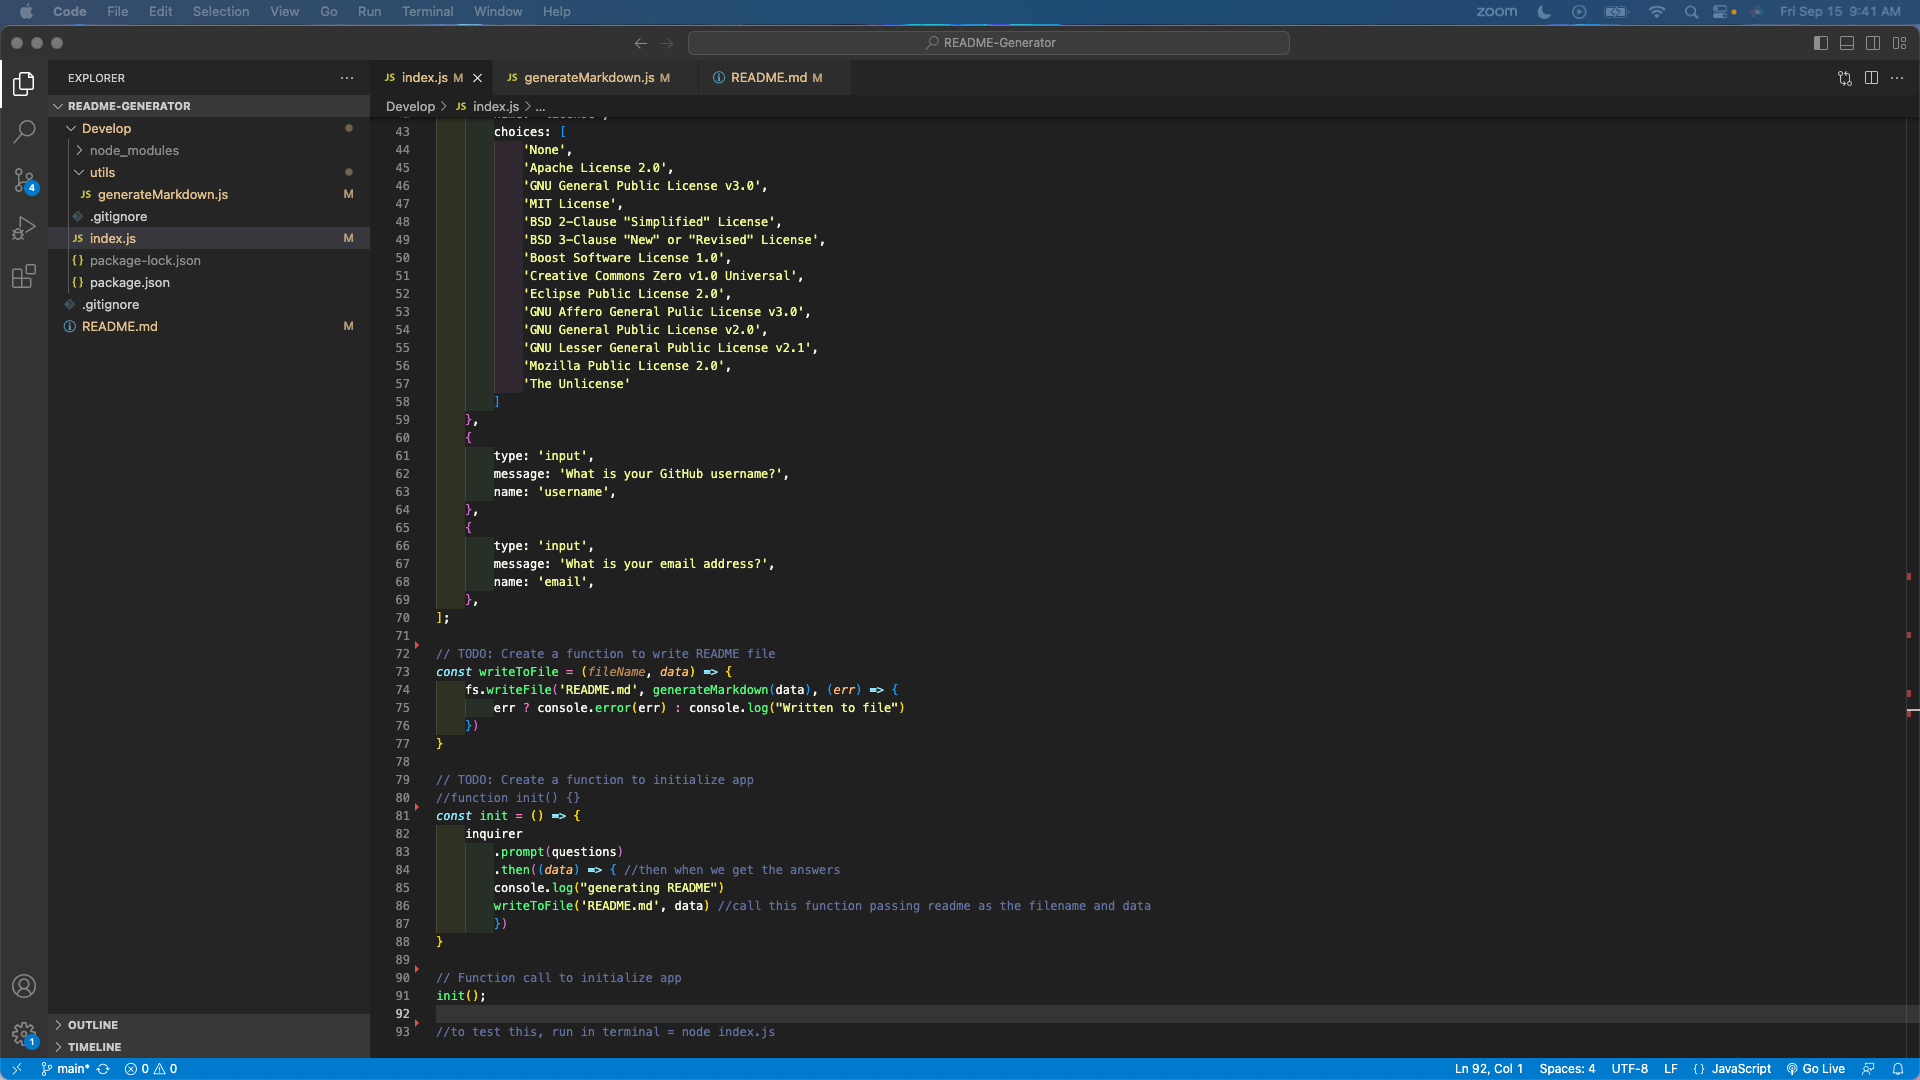 Code File Edit Selection View Go Run Terminal Window Help
zoom
Fri Sep 15 9:41 AM
README-Generator
EXPLORER
README-GENERATOR
Develop
node_modules
utils
JS generateMarkdown.js M
.gitignore
JS index.js M
{} package-lock.json
{} package.json
.gitignore
README.md M
OUTLINE
TIMELINE
JS index.js M
JS generateMarkdown.js M
README.md M
Develop > JS index.js > ...
43 choices: [
44 'None',
45 'Apache License 2.0',
46 'GNU General Public License v3.0',
47 'MIT License',
48 'BSD 2-Clause "Simplified" License',
49 'BSD 3-Clause "New" or "Revised" License',
50 'Boost Software License 1.0',
51 'Creative Commons Zero v1.0 Universal',
52 'Eclipse Public License 2.0',
53 'GNU Affero General Pulic License v3.0',
54 'GNU General Public License v2.0',
55 'GNU Lesser General Public License v2.1',
56 'Mozilla Public License 2.0',
57 'The Unlicense'
58 ]
59 },
60 {
61 type: 'input',
62 message: 'What is your GitHub username?',
63 name: 'username',
64 },
65 {
66 type: 'input',
67 message: 'What is your email address?',
68 name: 'email',
69 },
70 ];
71
72 // TODO: Create a function to write README file
73 const writeToFile = (fileName, data) => {
74 fs.writeFile('README.md', generateMarkdown(data), (err) => {
75 err ? console.error(err) : console.log("Written to file")
76 })
77 }
78
79 // TODO: Create a function to initialize app
80 //function init() {}
81 const init = () => {
82 inquirer
83 .prompt(questions)
84 .then((data) => { //then when we get the answers
85 console.log("generating README")
86 writeToFile('README.md', data) //call this function passing readme as the filename and data
87 })
88 }
89
90 // Function call to initialize app
91 init();
92
93 //to test this, run in terminal = node index.js
4
1
main* 0 0
Ln 92, Col 1 Spaces: 4 UTF-8 LF {} JavaScript Go Live